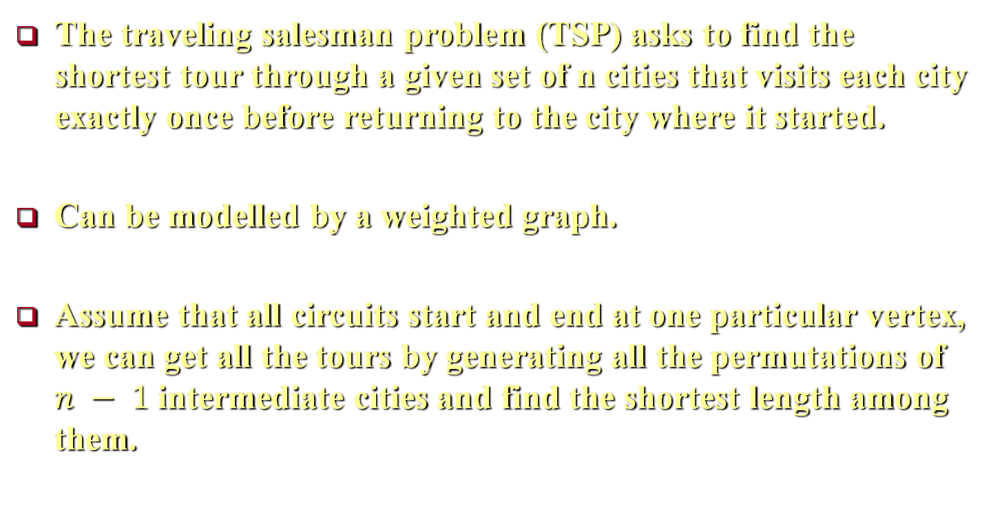 ❑ The traveling salesman problem (TSP) asks to find the
shortest tour through a given set of n cities that visits each city
exactly once before returning to the city where it started.
❑ Can be modelled by a weighted graph.
❑ Assume that all circuits start and end at one particular vertex,
we can get all the tours by generating all the permutations of
𝑛 − 1 intermediate cities and find the shortest length among
them.